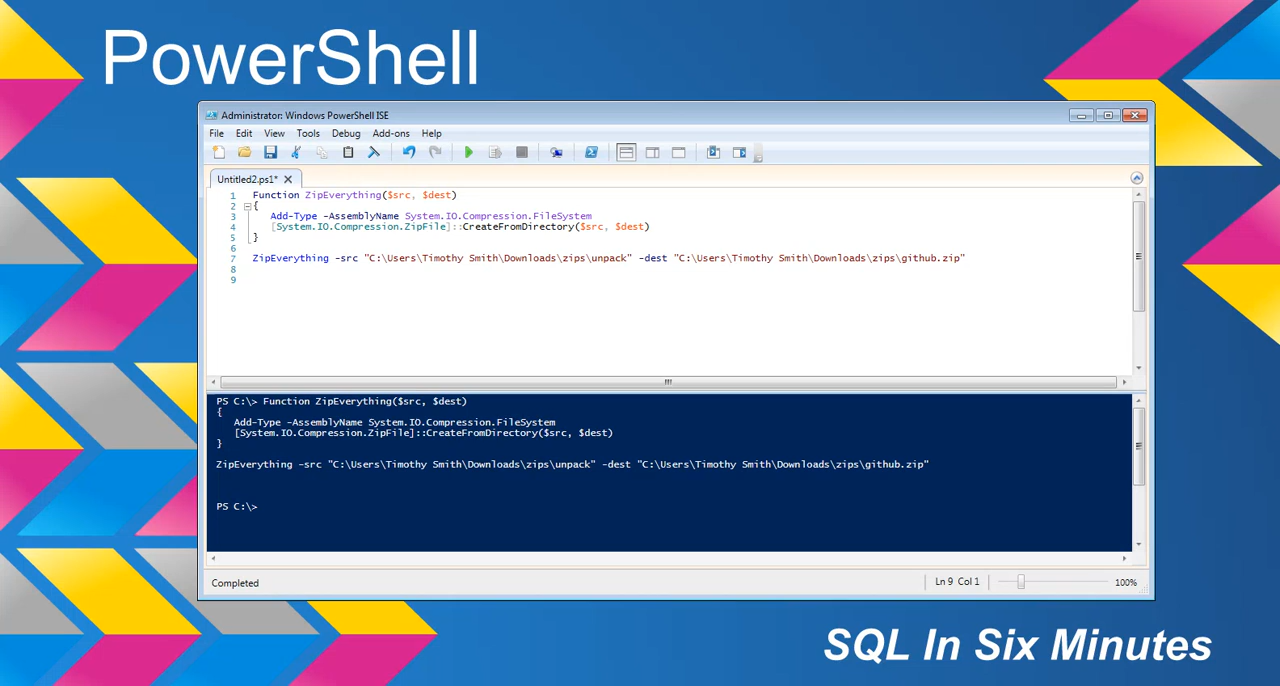 PowerShell
Administrator: Windows PowerShell ISE
File Edit View Tools Debug Add-ons Help
Untitled2.ps1*
1 Function ZipEverything($src, $dest)
2 {
3 Add-Type -AssemblyName System.IO.Compression.FileSystem
4 [System.IO.Compression.ZipFile]::CreateFromDirectory($src, $dest)
5 }
6
7 ZipEverything -src "C:\Users\Timothy Smith\Downloads\zips\unpack" -dest "C:\Users\Timothy Smith\Downloads\zips\github.zip"
8
9
PS C:\> Function ZipEverything($src, $dest)
{
Add-Type -AssemblyName System.IO.Compression.FileSystem
[System.IO.Compression.ZipFile]::CreateFromDirectory($src, $dest)
}
ZipEverything -src "C:\Users\Timothy Smith\Downloads\zips\unpack" -dest "C:\Users\Timothy Smith\Downloads\zips\github.zip"
PS C:\>
Completed Ln 9 Col 1 100%
SQL In Six Minutes